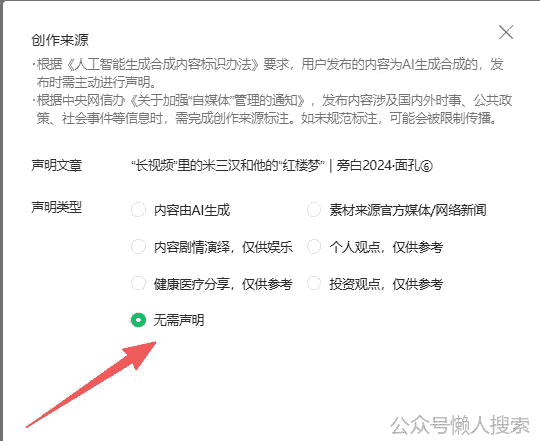 创作来源
·根据《人工智能生成合成内容标识办法》要求，用户发布的内容为AI生成合成的，发
布时需主动进行声明。
·根据中央网信办《关于加强“自媒体”管理的通知》，发布内容涉及国内外时事、公共政
策、社会事件等信息时，需完成创作来源标注。如未规范标注，可能会被限制传播。
声明文章 “长视频”里的米三汉和他的“红楼梦” | 旁白2024·面孔⑥
声明类型 内容由AI生成 素材来源官方媒体/网络新闻
内容剧情演绎，仅供娱乐 个人观点，仅供参考
健康医疗分享，仅供参考 投资观点，仅供参考
无需声明
公众号懒人搜索